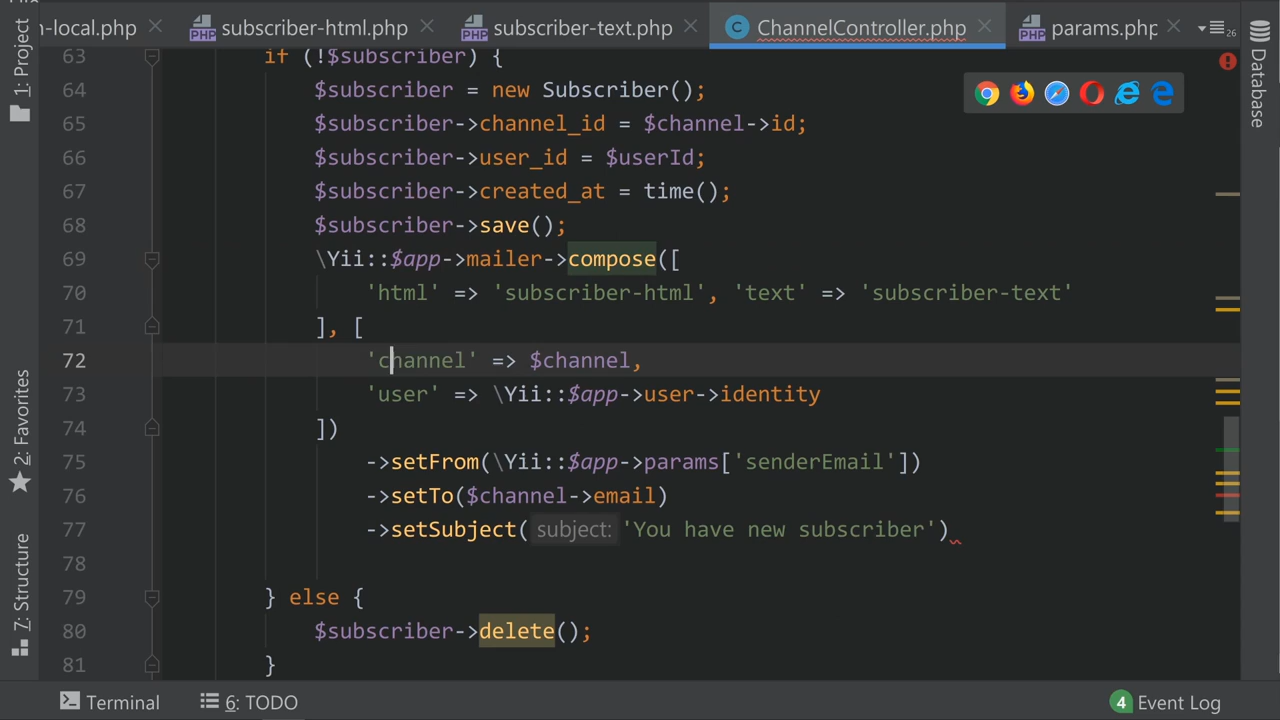 n-local.php
subscriber-html.php
subscriber-text.php
C ChannelController.php
params.php
26
1: Project
2: Favorites
7: Structure
Database
63 if (!$subscriber) {
64 $subscriber = new Subscriber();
65 $subscriber->channel_id = $channel->id;
66 $subscriber->user_id = $userId;
67 $subscriber->created_at = time();
68 $subscriber->save();
69 \Yii::$app->mailer->compose([
70 'html' => 'subscriber-html', 'text' => 'subscriber-text'
71 ], [
72 'channel' => $channel,
73 'user' => \Yii::$app->user->identity
74 ])
75 ->setFrom(\Yii::$app->params['senderEmail'])
76 ->setTo($channel->email)
77 ->setSubject( subject: 'You have new subscriber')
78
79 } else {
80 $subscriber->delete();
81 }
Terminal
6: TODO
4 Event Log